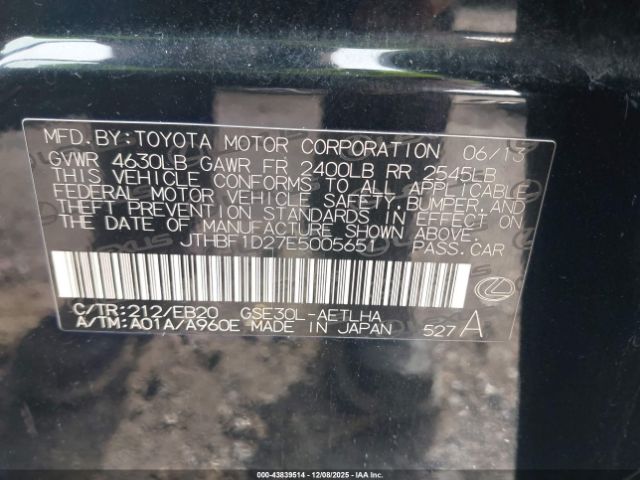 MFD.BY:TOYOTA MOTOR CORPORATION 06/13
GVWR 4630LB GAWR FR 2400LB RR 2545LB
THIS VEHICLE CONFORMS TO ALL APPLICABLE
FEDERAL MOTOR VEHICLE SAFETY,BUMPER,AND
THEFT PREVENTION STANDARDS IN EFFECT ON
THE DATE OF MANUFACTURE SHOWN ABOVE.
JTHBF1D27E5005651 PASS.CAR
C/TR:212/EB20 GSE30L-AETLHA
A/TM:A01A/A960E MADE IN JAPAN 527A
000-43839514 | 12/08/2025 - IAAI